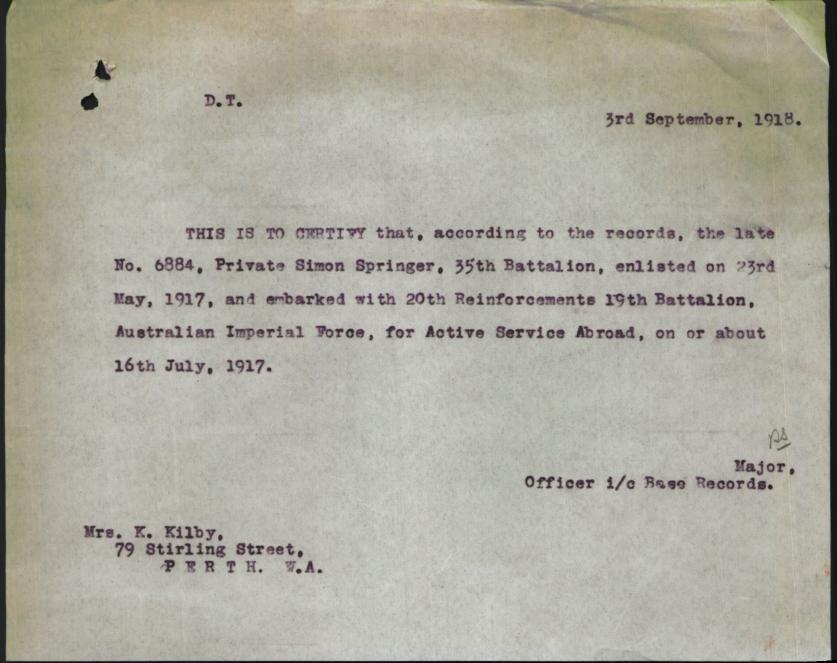 D.T.
3rd September, 1918.
THIS IS TO CERTIFY that, according to the records, the late
No. 6884, Private Simon Springer, 35th Battalion, enlisted on 23rd
May, 1917, and embarked with 20th Reinforcements 19th Battalion,
Australian Imperial Force, for Active Service Abroad, on or about
16th July, 1917.
Major,
Officer i/c Base Records.
Mrs. K. Kilby,
79 Stirling Street,
PERTH. W.A.